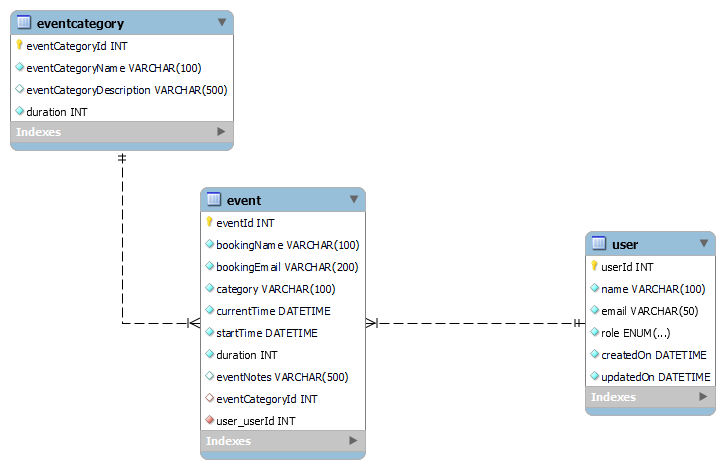 eventcategory
eventCategoryId INT
eventCategoryName VARCHAR(100)
eventCategoryDescription VARCHAR(500)
duration INT
Indexes
event
eventId INT
bookingName VARCHAR(100)
bookingEmail VARCHAR(200)
category VARCHAR(100)
currentTime DATETIME
startTime DATETIME
duration INT
eventNotes VARCHAR(500)
eventCategoryId INT
user_userId INT
Indexes
user
userId INT
name VARCHAR(100)
email VARCHAR(50)
role ENUM(...)
createdOn DATETIME
updatedOn DATETIME
Indexes